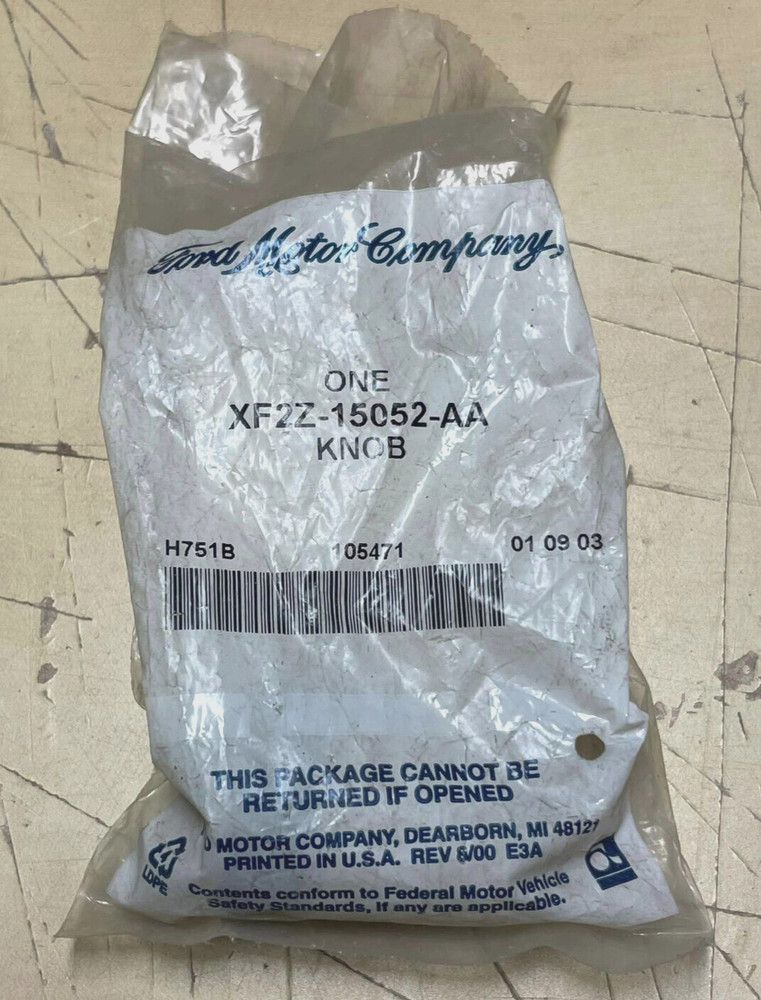 Ford Motor Company,
ONE
XF2Z-15052-AA
KNOB
H751B 105471 01 09 03
THIS PACKAGE CANNOT BE
RETURNED IF OPENED
D MOTOR COMPANY, DEARBORN, MI 48121
PRINTED IN U.S.A. REV 6/00 E3A
LDPE
Contents conform to Federal Motor Vehicle
Safety Standards, if any are applicable.